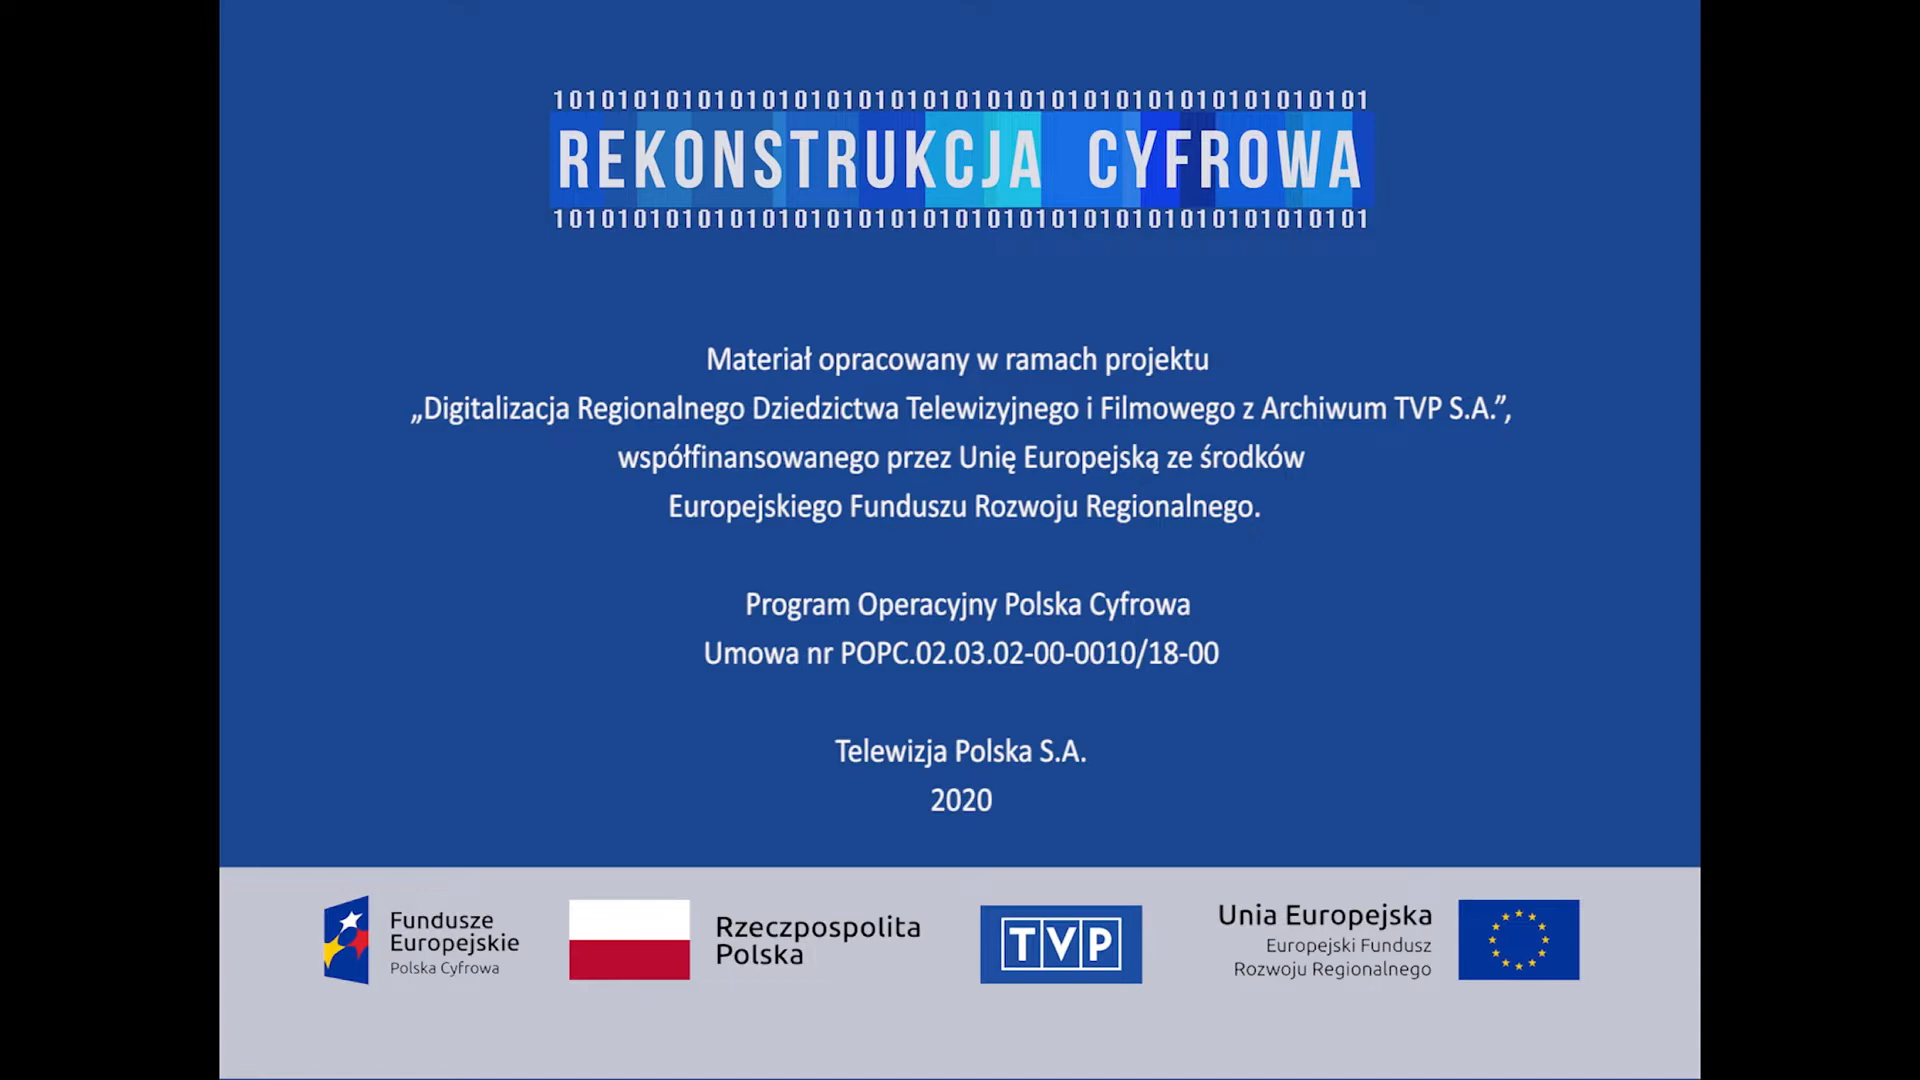 101010101010101010101010101010101010101010101010101
REKONSTRUKCJA CYFROWA
101010101010101010101010101010101010101010101010101
Materiał opracowany w ramach projektu
„Digitalizacja Regionalnego Dziedzictwa Telewizyjnego i Filmowego z Archiwum TVP S.A.”,
współfinansowanego przez Unię Europejską ze środków
Europejskiego Funduszu Rozwoju Regionalnego.
Program Operacyjny Polska Cyfrowa
Umowa nr POPC.02.03.02-00-0010/18-00
Telewizja Polska S.A.
2020
Fundusze
Europejskie
Polska Cyfrowa
Rzeczpospolita
Polska
TVP
Unia Europejska
Europejski Fundusz
Rozwoju Regionalnego